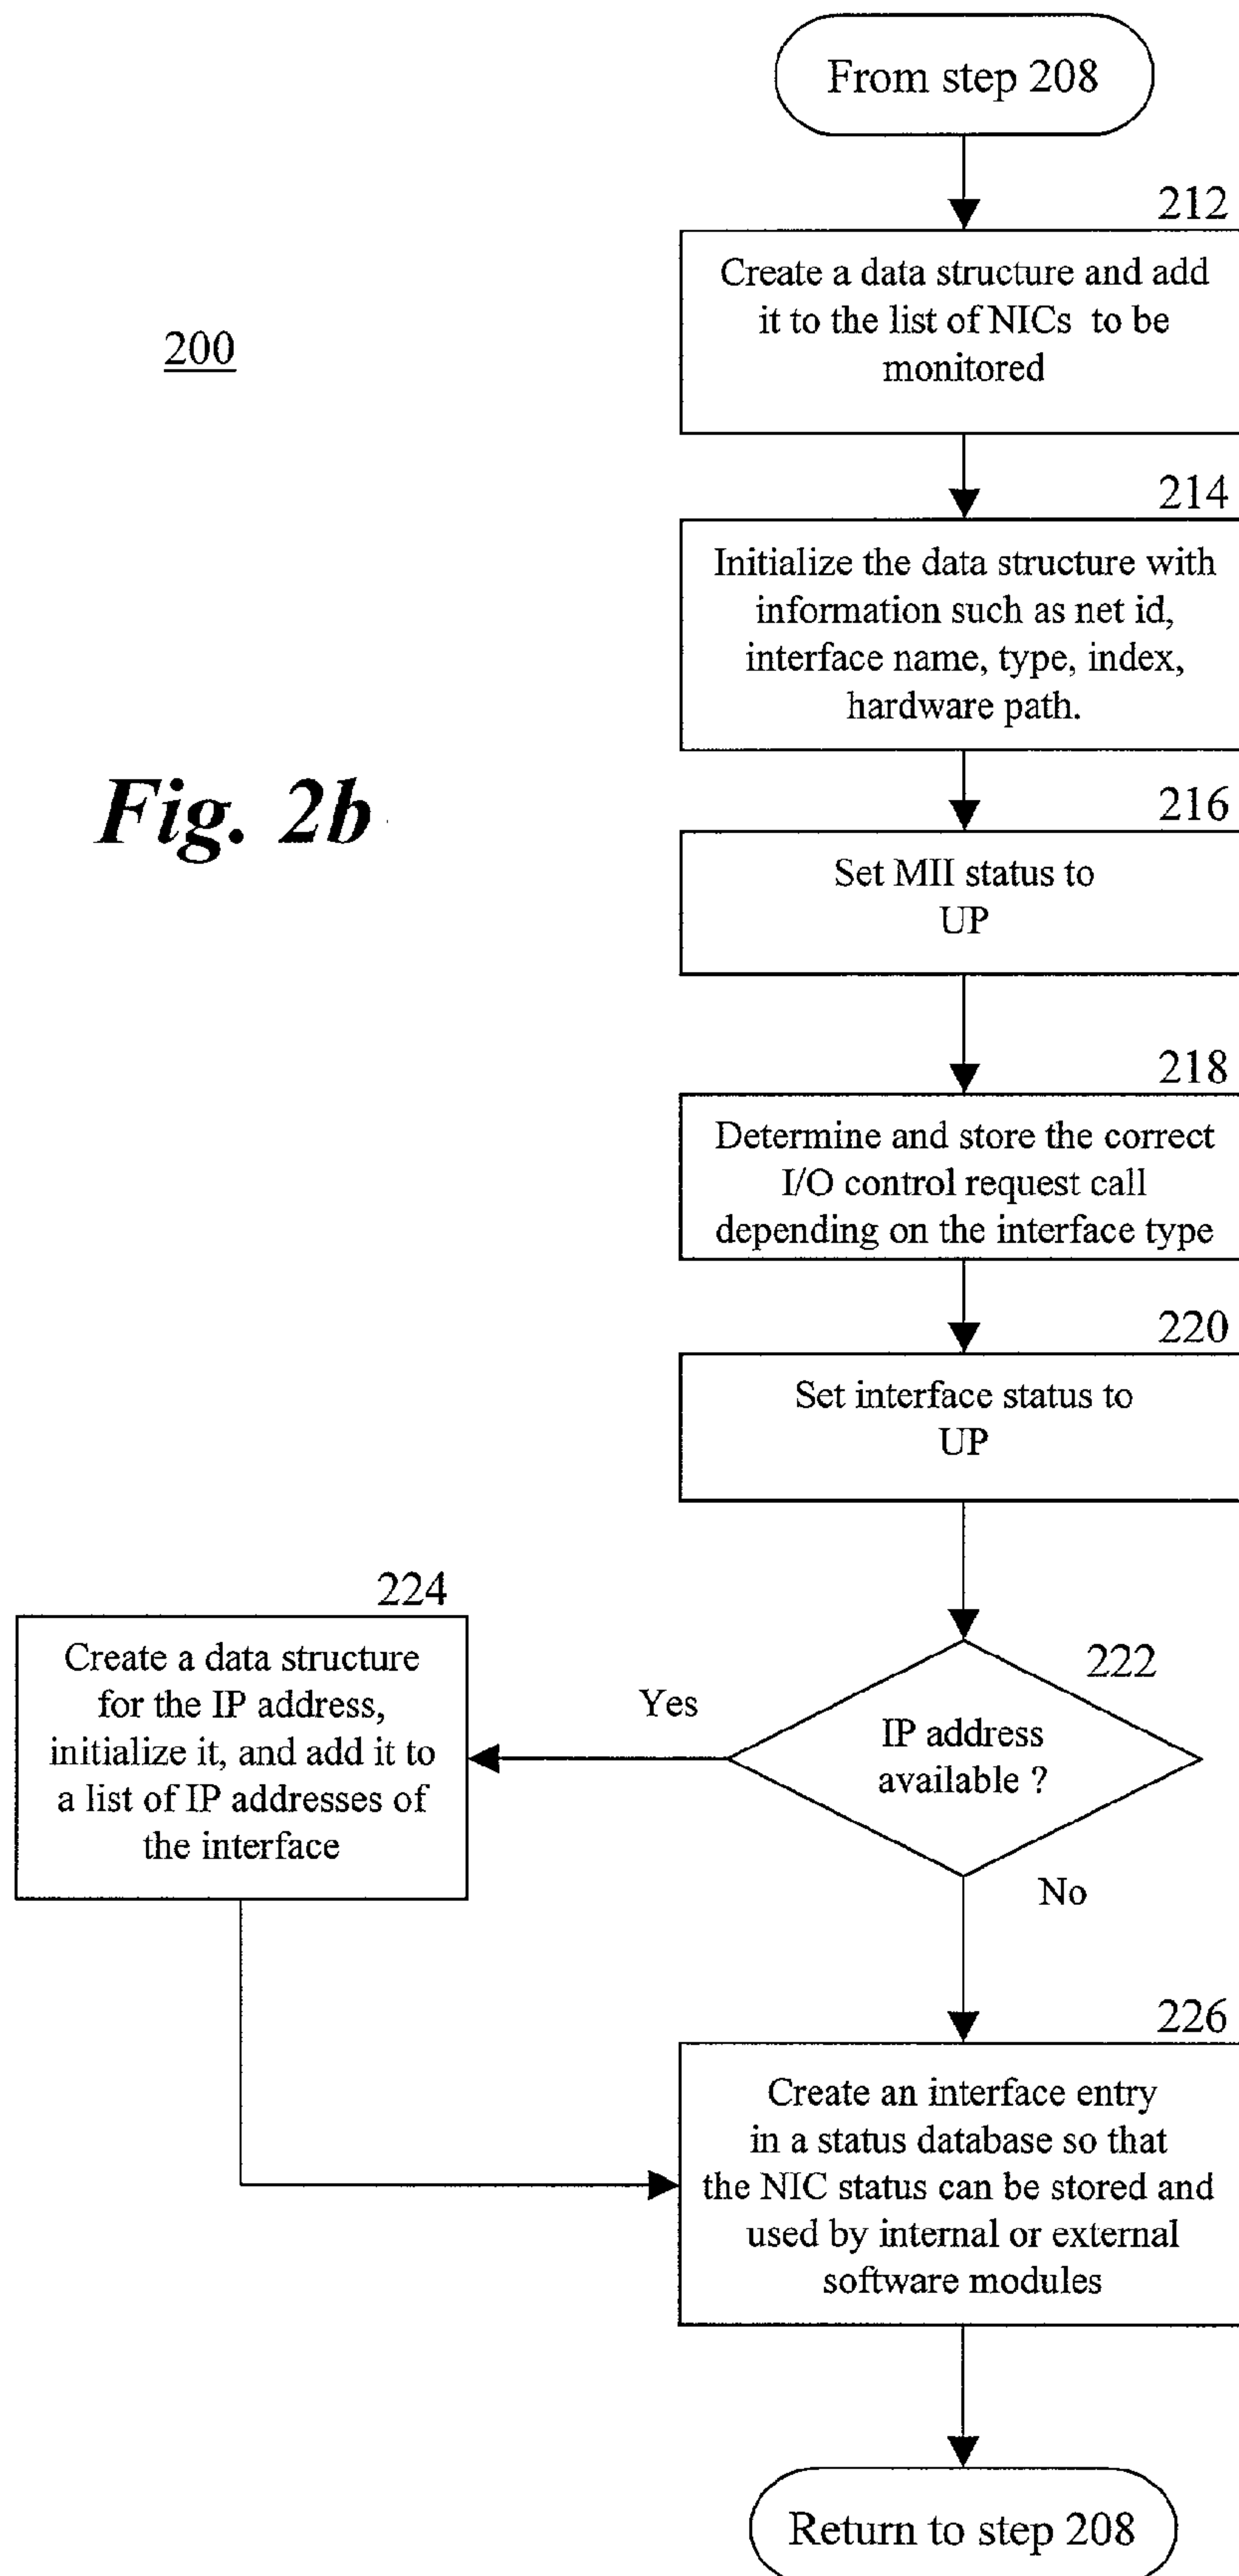 From step 208
212
Create a data structure and add
it to the list of NICs to be
monitored
200
214
Initialize the data structure with
information such as net id,
interface name, type, index,
hardware path.
Fig. 2b
216
Set MII status to
UP
218
Determine and store the correct
I/O control request call
depending on the interface type
220
Set interface status to
UP
222
IP address
available ?
Yes
No
224
Create a data structure
for the IP address,
initialize it, and add it to
a list of IP addresses of
the interface
226
Create an interface entry
in a status database so that
the NIC status can be stored and
used by internal or external
software modules
Return to step 208